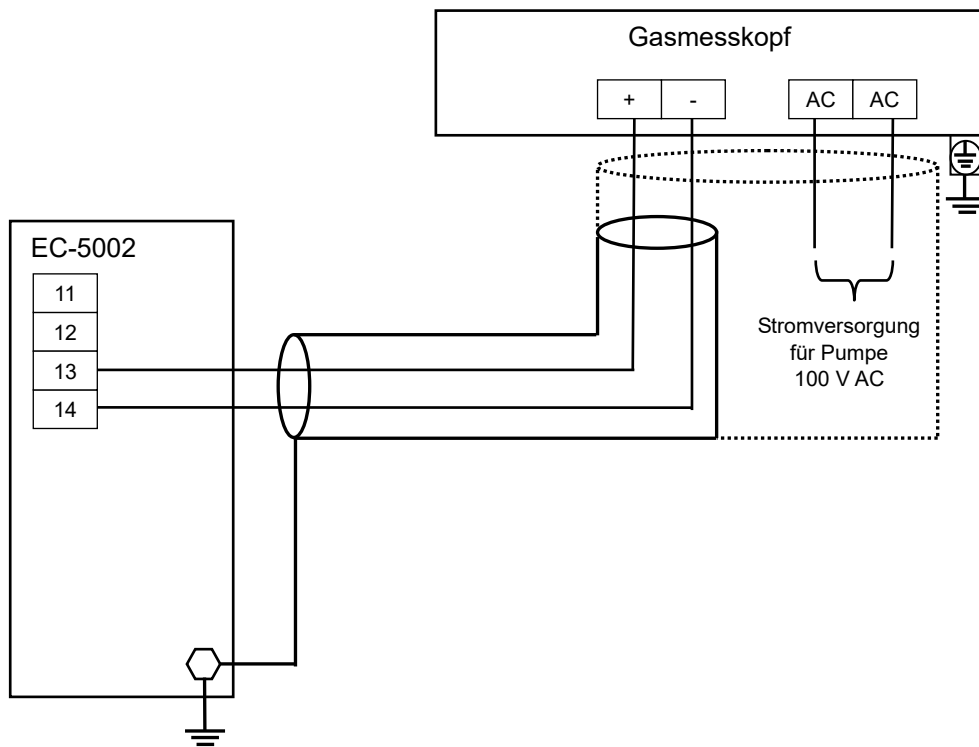 Gasmesskopf
+ - AC AC
EC-5002
11
12
13
14
Stromversorgung
für Pumpe
100 V AC